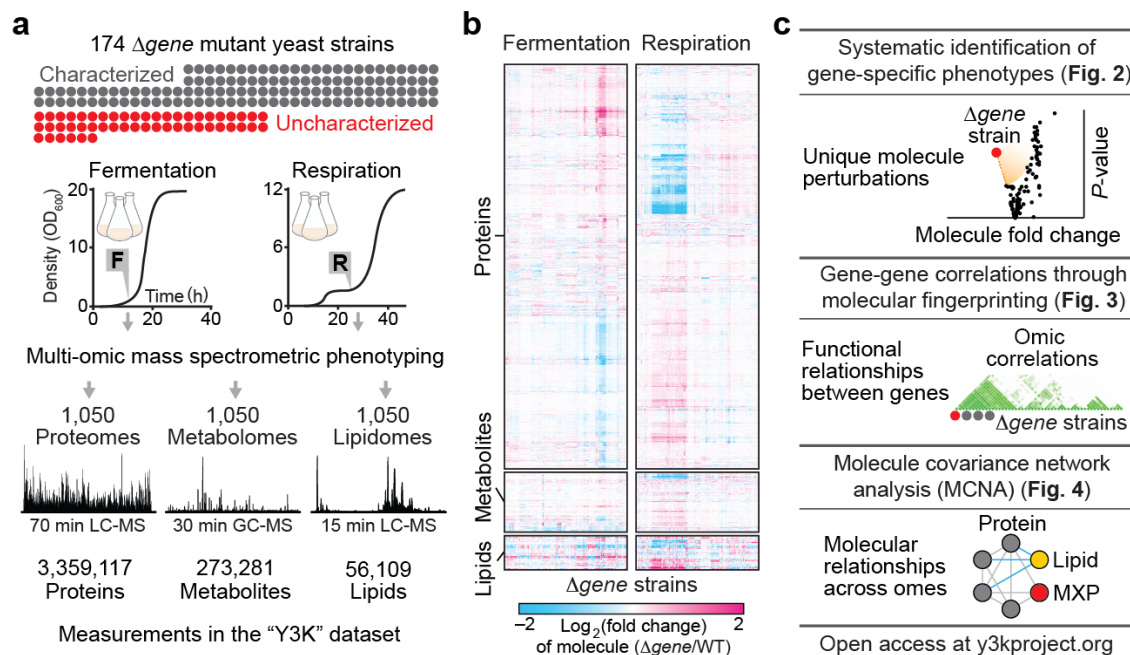 a
174 Δgene mutant yeast strains
Characterized
Uncharacterized
Fermentation
Respiration
Density (OD600)
20
10
0
F
Time (h)
0 20 40
12
6
0
R
0 20 40
Multi-omic mass spectrometric phenotyping
1,050
Proteomes
1,050
Metabolomes
1,050
Lipidomes
70 min LC-MS
30 min GC-MS
15 min LC-MS
3,359,117
Proteins
273,281
Metabolites
56,109
Lipids
Measurements in the “Y3K” dataset
b
Fermentation
Respiration
Proteins
Metabolites
Lipids
Δgene strains
−2
Log2(fold change)
2
of molecule (Δgene/WT)
c
Systematic identification of
gene-specific phenotypes (Fig. 2)
Δgene
strain
Unique molecule
perturbations
P-value
Molecule fold change
Gene-gene correlations through
molecular fingerprinting (Fig. 3)
Omic
correlations
Functional
relationships
between genes
Δgene strains
Molecule covariance network
analysis (MCNA) (Fig. 4)
Protein
Molecular
relationships
across omes
Lipid
MXP
Open access at y3kproject.org